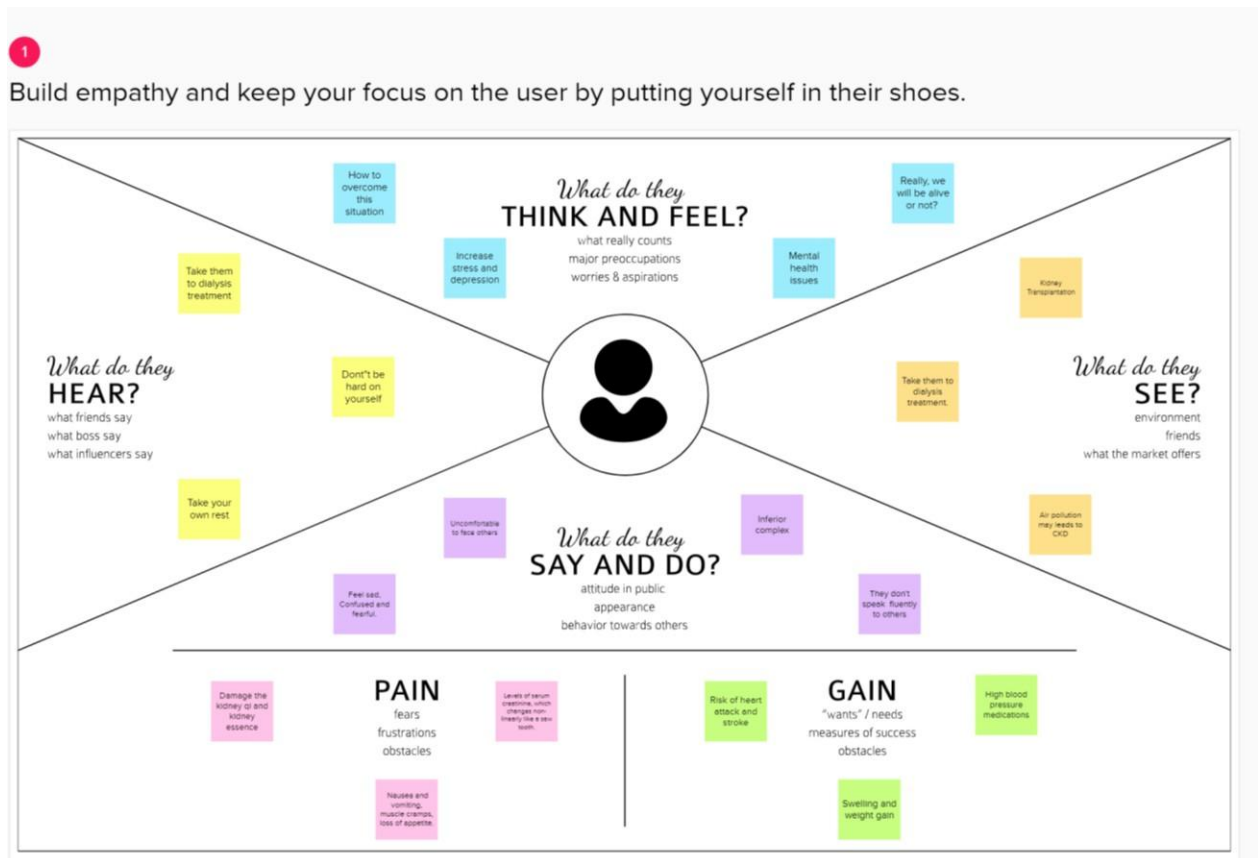 1
Build empathy and keep your focus on the user by putting yourself in their shoes.
How to
overcome
this
situation
Increase
stress and
depression
What do they
THINK AND FEEL?
what really counts
major preoccupations
worries & aspirations
Really, we
will be alive
or not?
Mental
health
issues
Take them
to dialysis
treatment
What do they
HEAR?
what friends say
what boss say
what influencers say
Dont"t be
hard on
yourself
Take your
own rest
Kidney
Transplantation
Take them to
dialysis
treatment.
What do they
SEE?
environment
friends
what the market offers
Air pollution
may leads to
CKD
Uncomfortable
to face others
Feel sad,
Confused and
fearful.
What do they
SAY AND DO?
attitude in public
appearance
behavior towards others
Inferior
complex
They don't
speak fluently
to others
Damage the
kidney qi and
kidney
essence
PAIN
fears
frustrations
obstacles
Levels of serum
creatinine, which
changes non-
linearly like a saw
tooth.
Nausea and
vomiting,
muscle cramps,
loss of appetite.
Risk of heart
attack and
stroke
GAIN
"wants" / needs
measures of success
obstacles
High blood
pressure
medications
Swelling and
weight gain